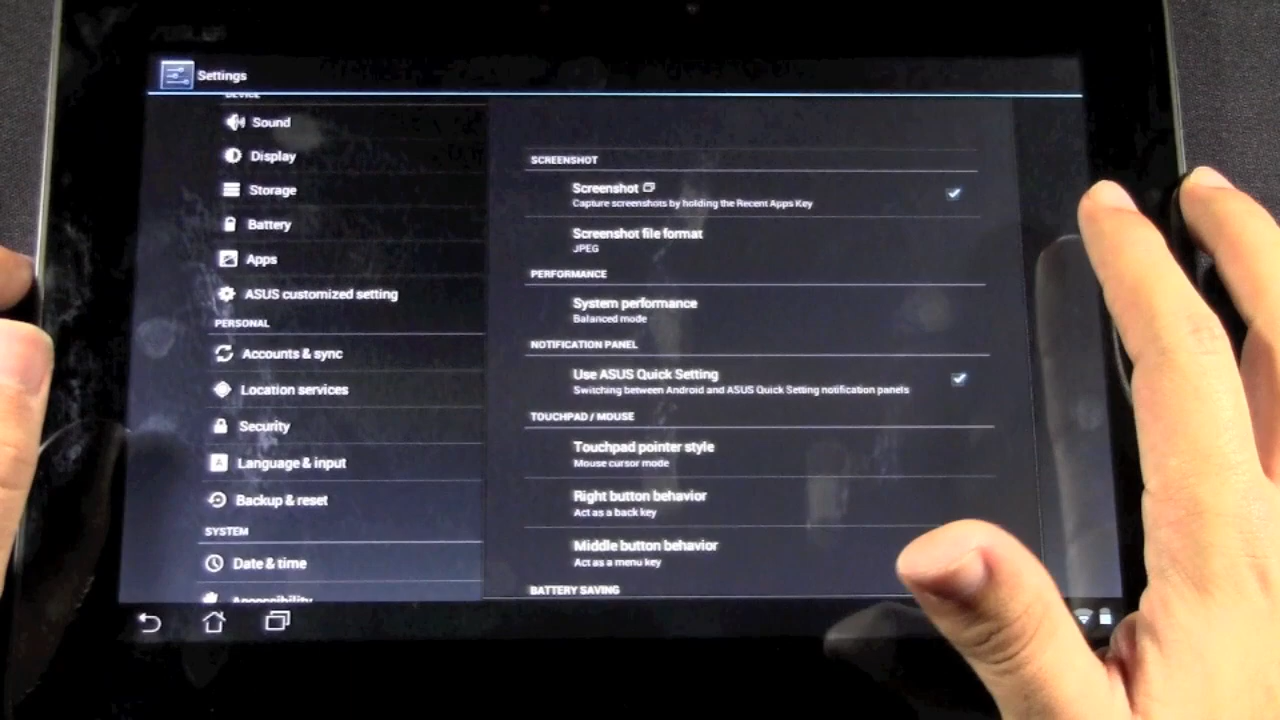 ASUS
Settings
DEVICE
Sound
Display
Storage
Battery
Apps
ASUS customized setting
PERSONAL
Accounts & sync
Location services
Security
Language & input
Backup & reset
SYSTEM
Date & time
Accessibility
SCREENSHOT
Screenshot
Capture screenshots by holding the Recent Apps Key
Screenshot file format
JPEG
PERFORMANCE
System performance
Balanced mode
NOTIFICATION PANEL
Use ASUS Quick Setting
Switching between Android and ASUS Quick Setting notification panels
TOUCHPAD / MOUSE
Touchpad pointer style
Mouse cursor mode
Right button behavior
Act as a back key
Middle button behavior
Act as a menu key
BATTERY SAVING